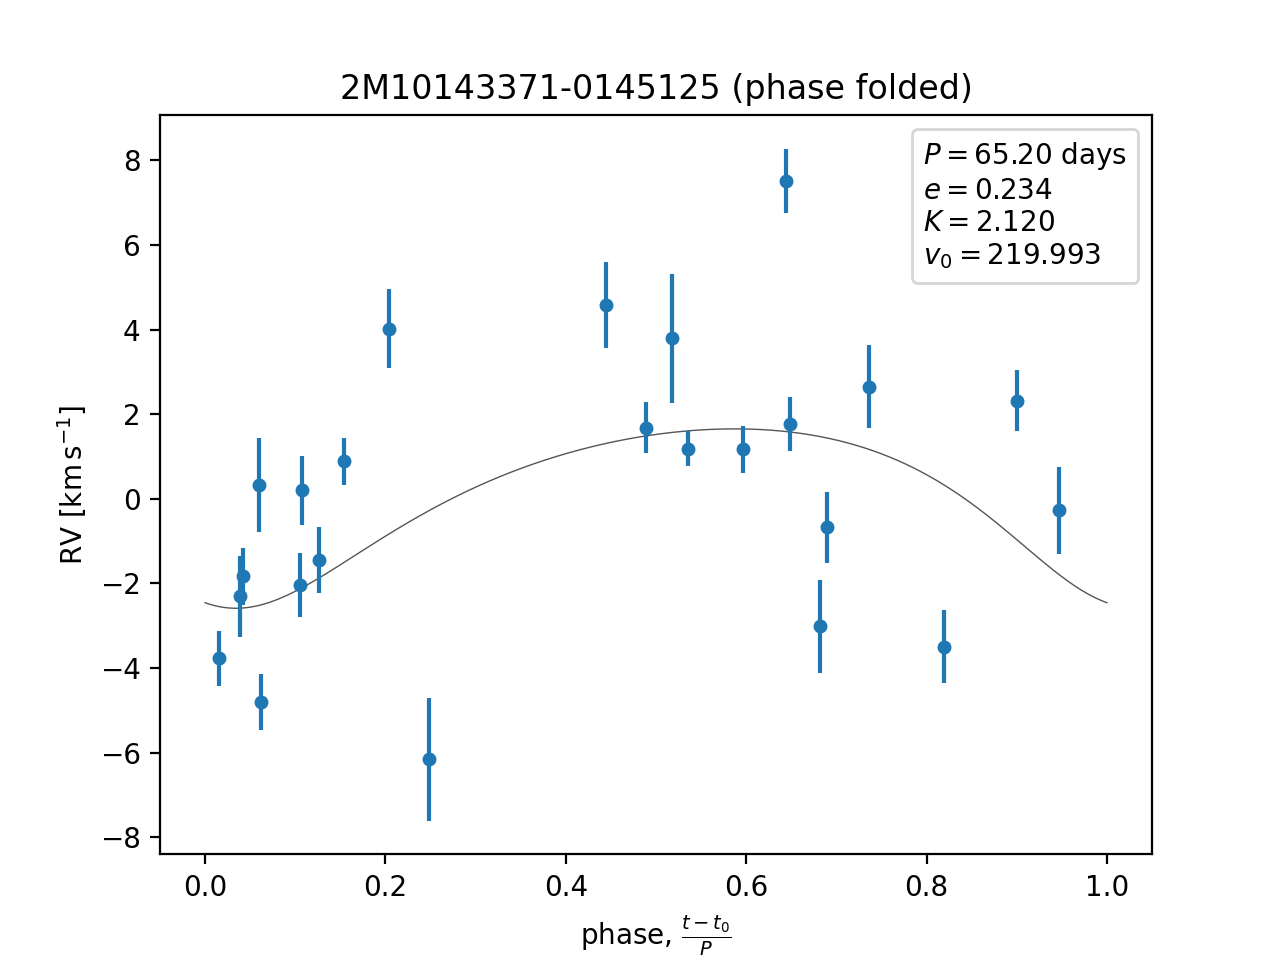 2M10143371-0145125 (phase folded)
P = 65.20 days
e = 0.234
K = 2.120
v₀ = 219.993
8
6
4
2
0
−2
−4
−6
−8
RV [km s⁻¹]
0.0 0.2 0.4 0.6 0.8 1.0
phase, (t − t₀)/P